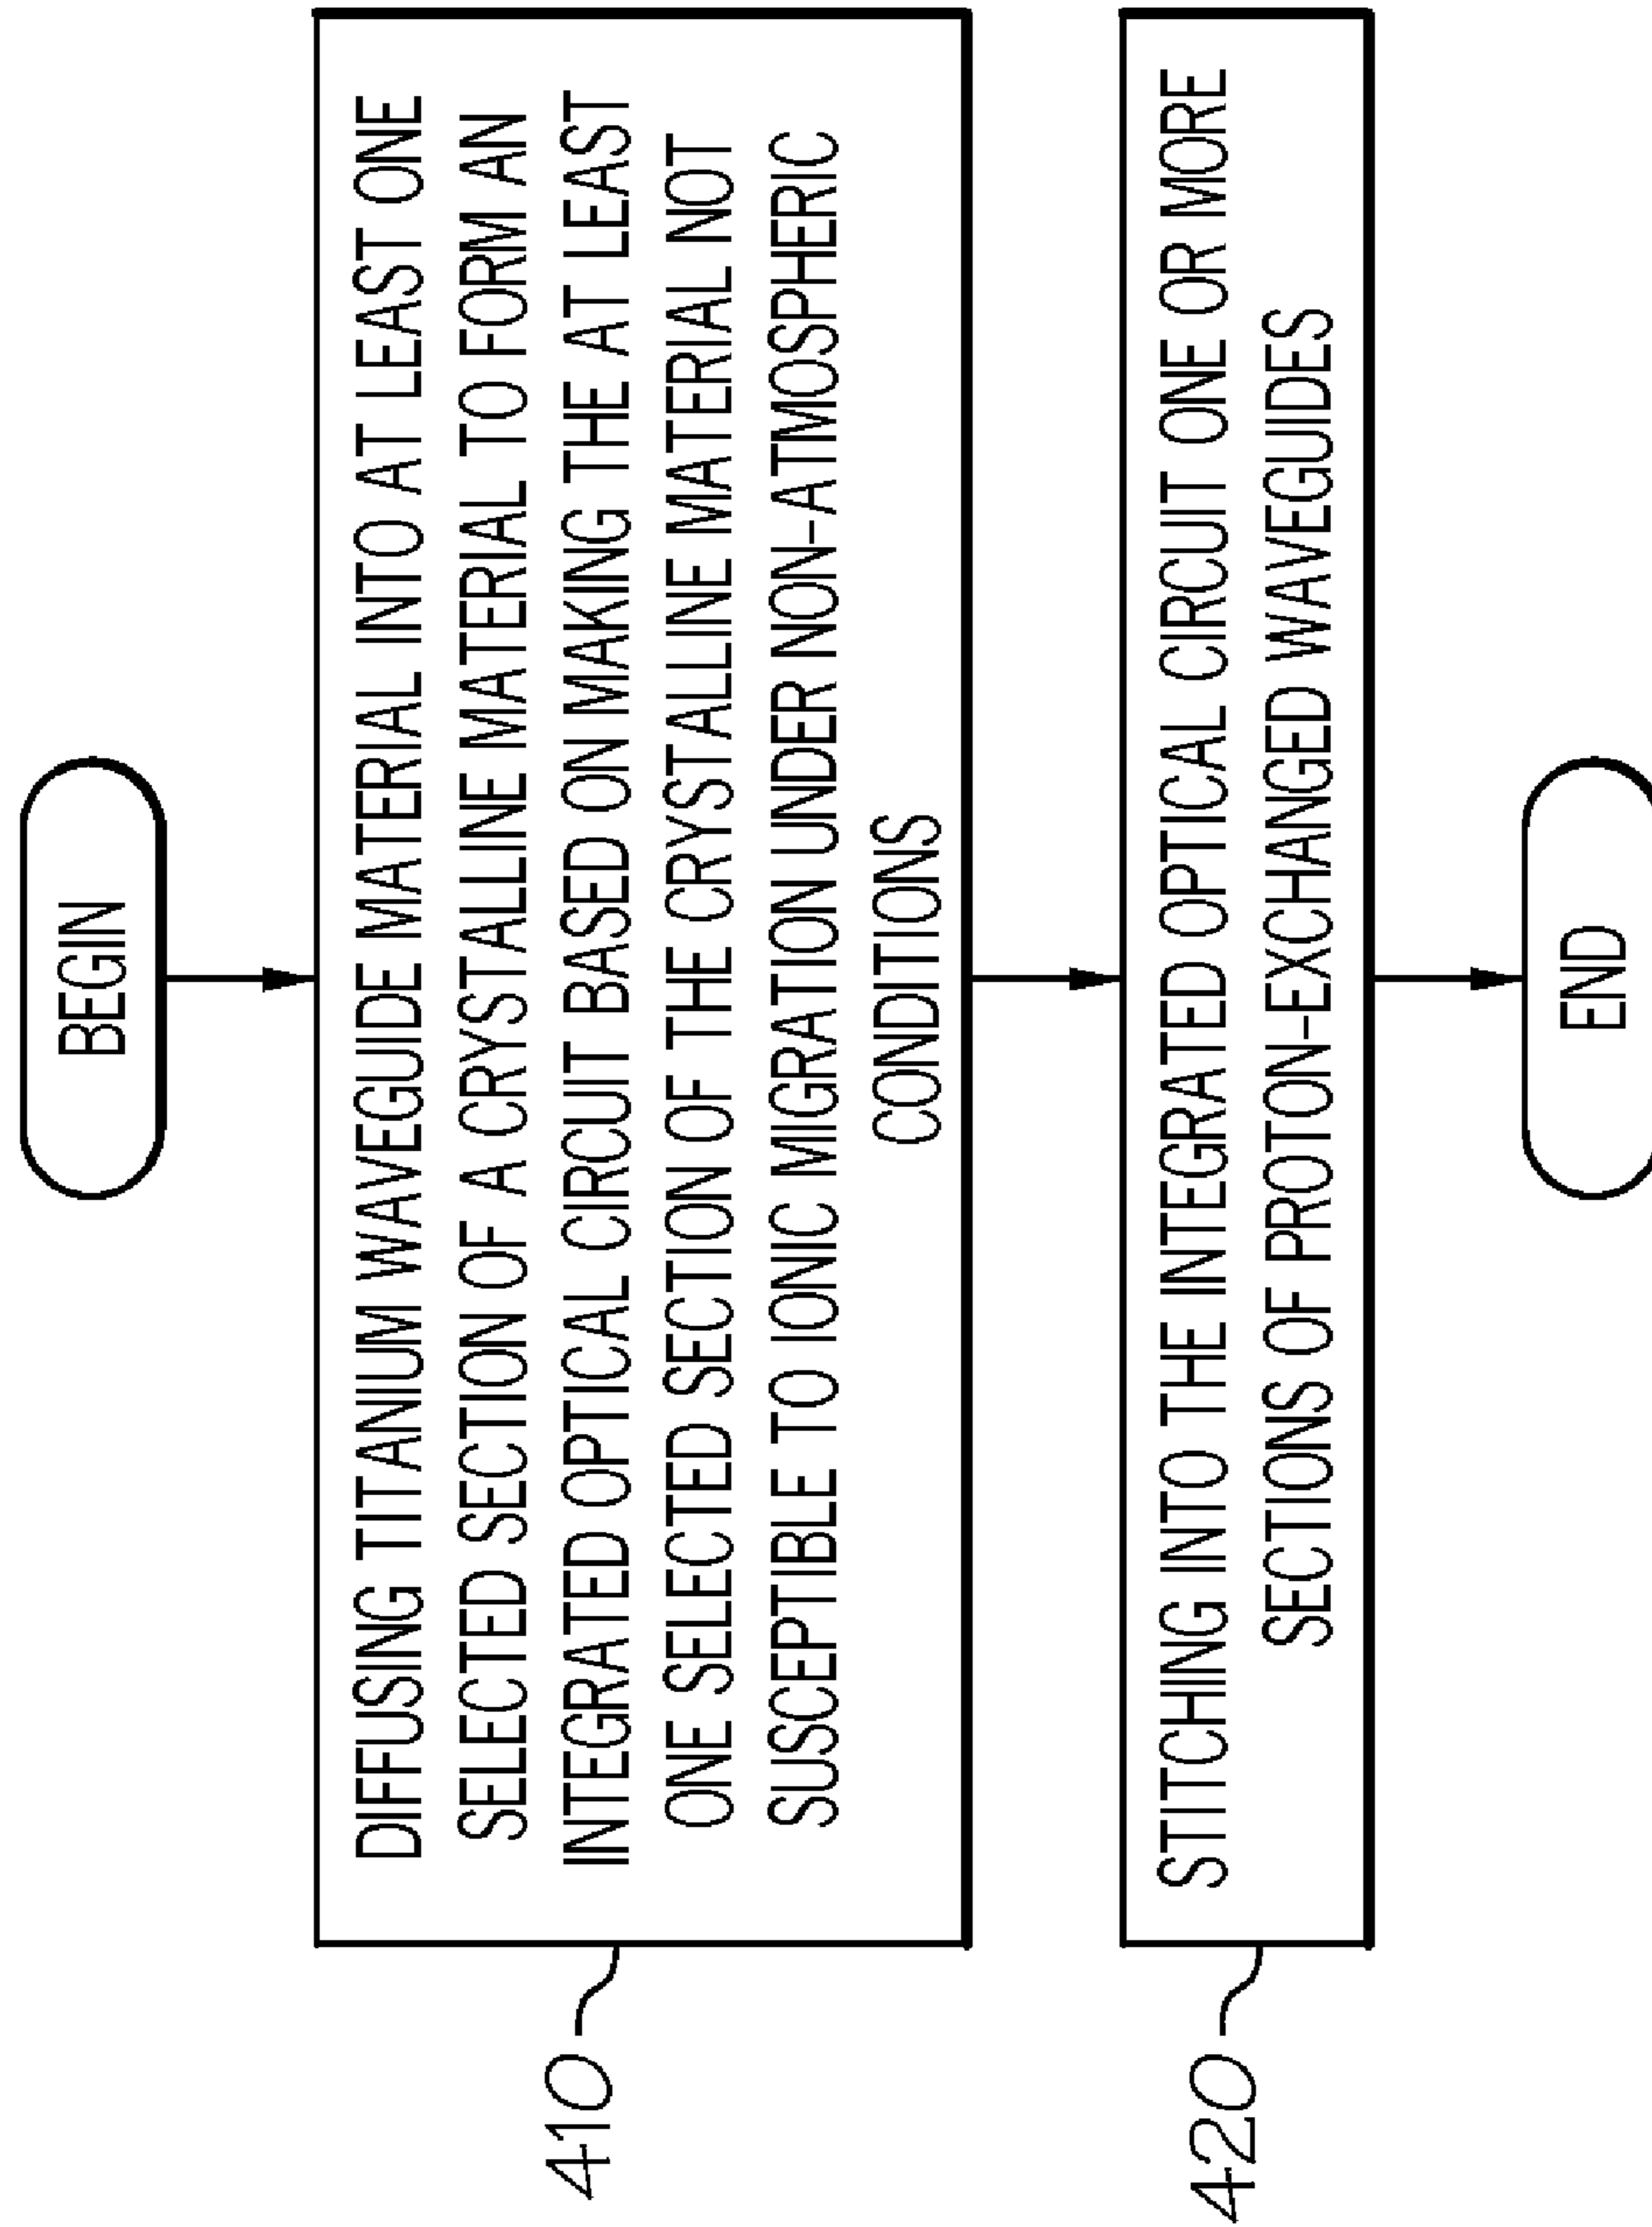 BEGIN
DIFFUSING TITANIUM WAVEGUIDE MATERIAL INTO AT LEAST ONE
SELECTED SECTION OF A CRYSTALLINE MATERIAL TO FORM AN
INTEGRATED OPTICAL CIRCUIT BASED ON MAKING THE AT LEAST
ONE SELECTED SECTION OF THE CRYSTALLINE MATERIAL NOT
SUSCEPTIBLE TO IONIC MIGRATION UNDER NON-ATMOSPHERIC
CONDITIONS
410
STITCHING INTO THE INTEGRATED OPTICAL CIRCUIT ONE OR MORE
SECTIONS OF PROTON-EXCHANGED WAVEGUIDES
420
END